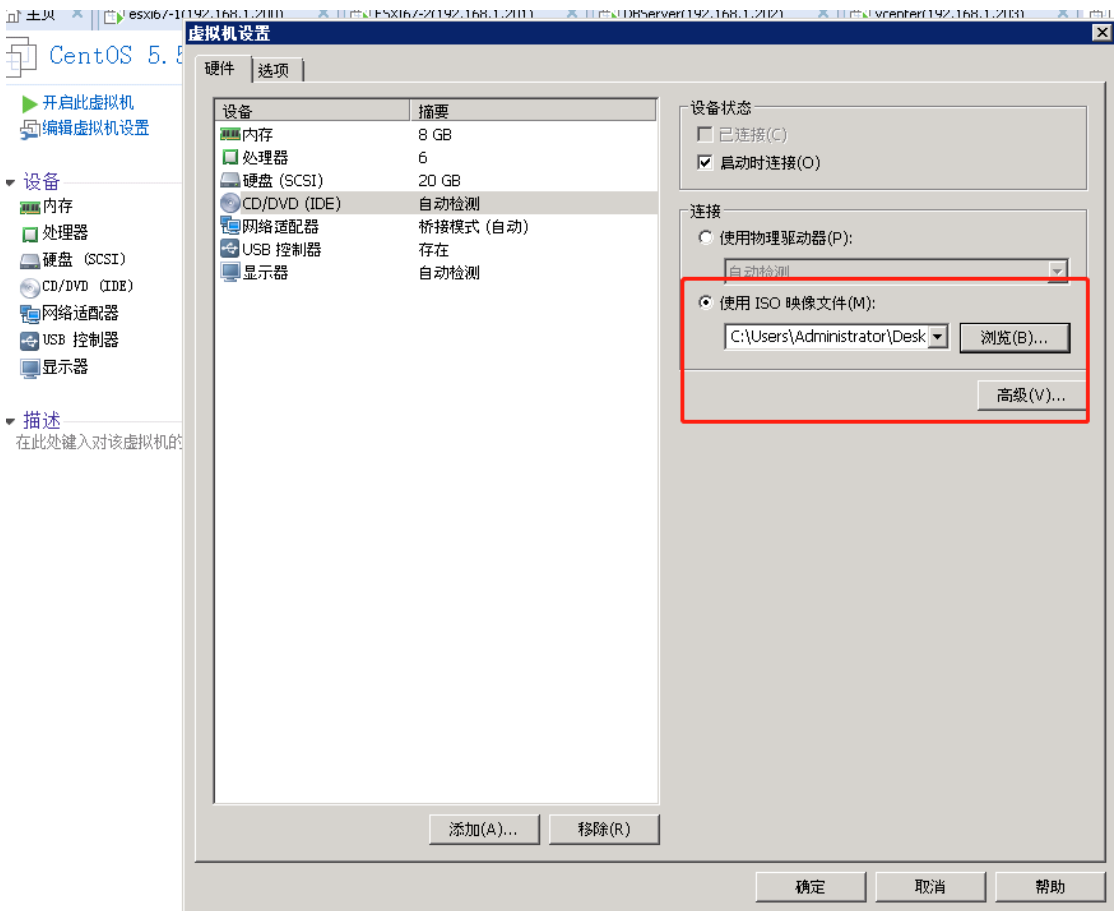 主页 esxi67-1(192.168.1.200) ESXI67-2(192.168.1.201) DBServer(192.168.1.202) vcenter(192.168.1.203)
虚拟机设置
CentOS 5.5
开启此虚拟机
编辑虚拟机设置
设备
内存
处理器
硬盘 (SCSI)
CD/DVD (IDE)
网络适配器
USB 控制器
显示器
描述
在此处键入对该虚拟机的
硬件 选项
设备 摘要
内存 8 GB
处理器 6
硬盘 (SCSI) 20 GB
CD/DVD (IDE) 自动检测
网络适配器 桥接模式 (自动)
USB 控制器 存在
显示器 自动检测
添加(A)... 移除(R)
设备状态
已连接(C)
启动时连接(O)
连接
使用物理驱动器(P):
自动检测
使用 ISO 映像文件(M):
C:\Users\Administrator\Desk 浏览(B)...
高级(V)...
确定 取消 帮助